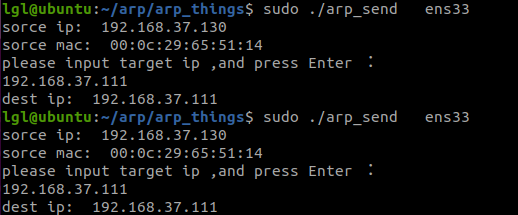 lgl@ubuntu:~/arp/arp_things$ sudo ./arp_send   ens33
sorce ip:  192.168.37.130
sorce mac:  00:0c:29:65:51:14
please input target ip ,and press Enter ：
192.168.37.111
dest ip:  192.168.37.111
lgl@ubuntu:~/arp/arp_things$ sudo ./arp_send   ens33
sorce ip:  192.168.37.130
sorce mac:  00:0c:29:65:51:14
please input target ip ,and press Enter ：
192.168.37.111
dest ip:  192.168.37.111